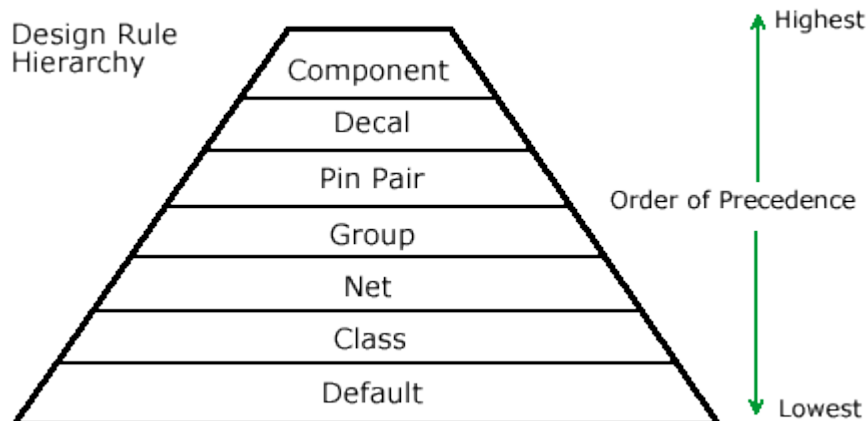 Design Rule
Hierarchy
Highest
Component
Decal
Pin Pair
Order of Precedence
Group
Net
Class
Default
Lowest